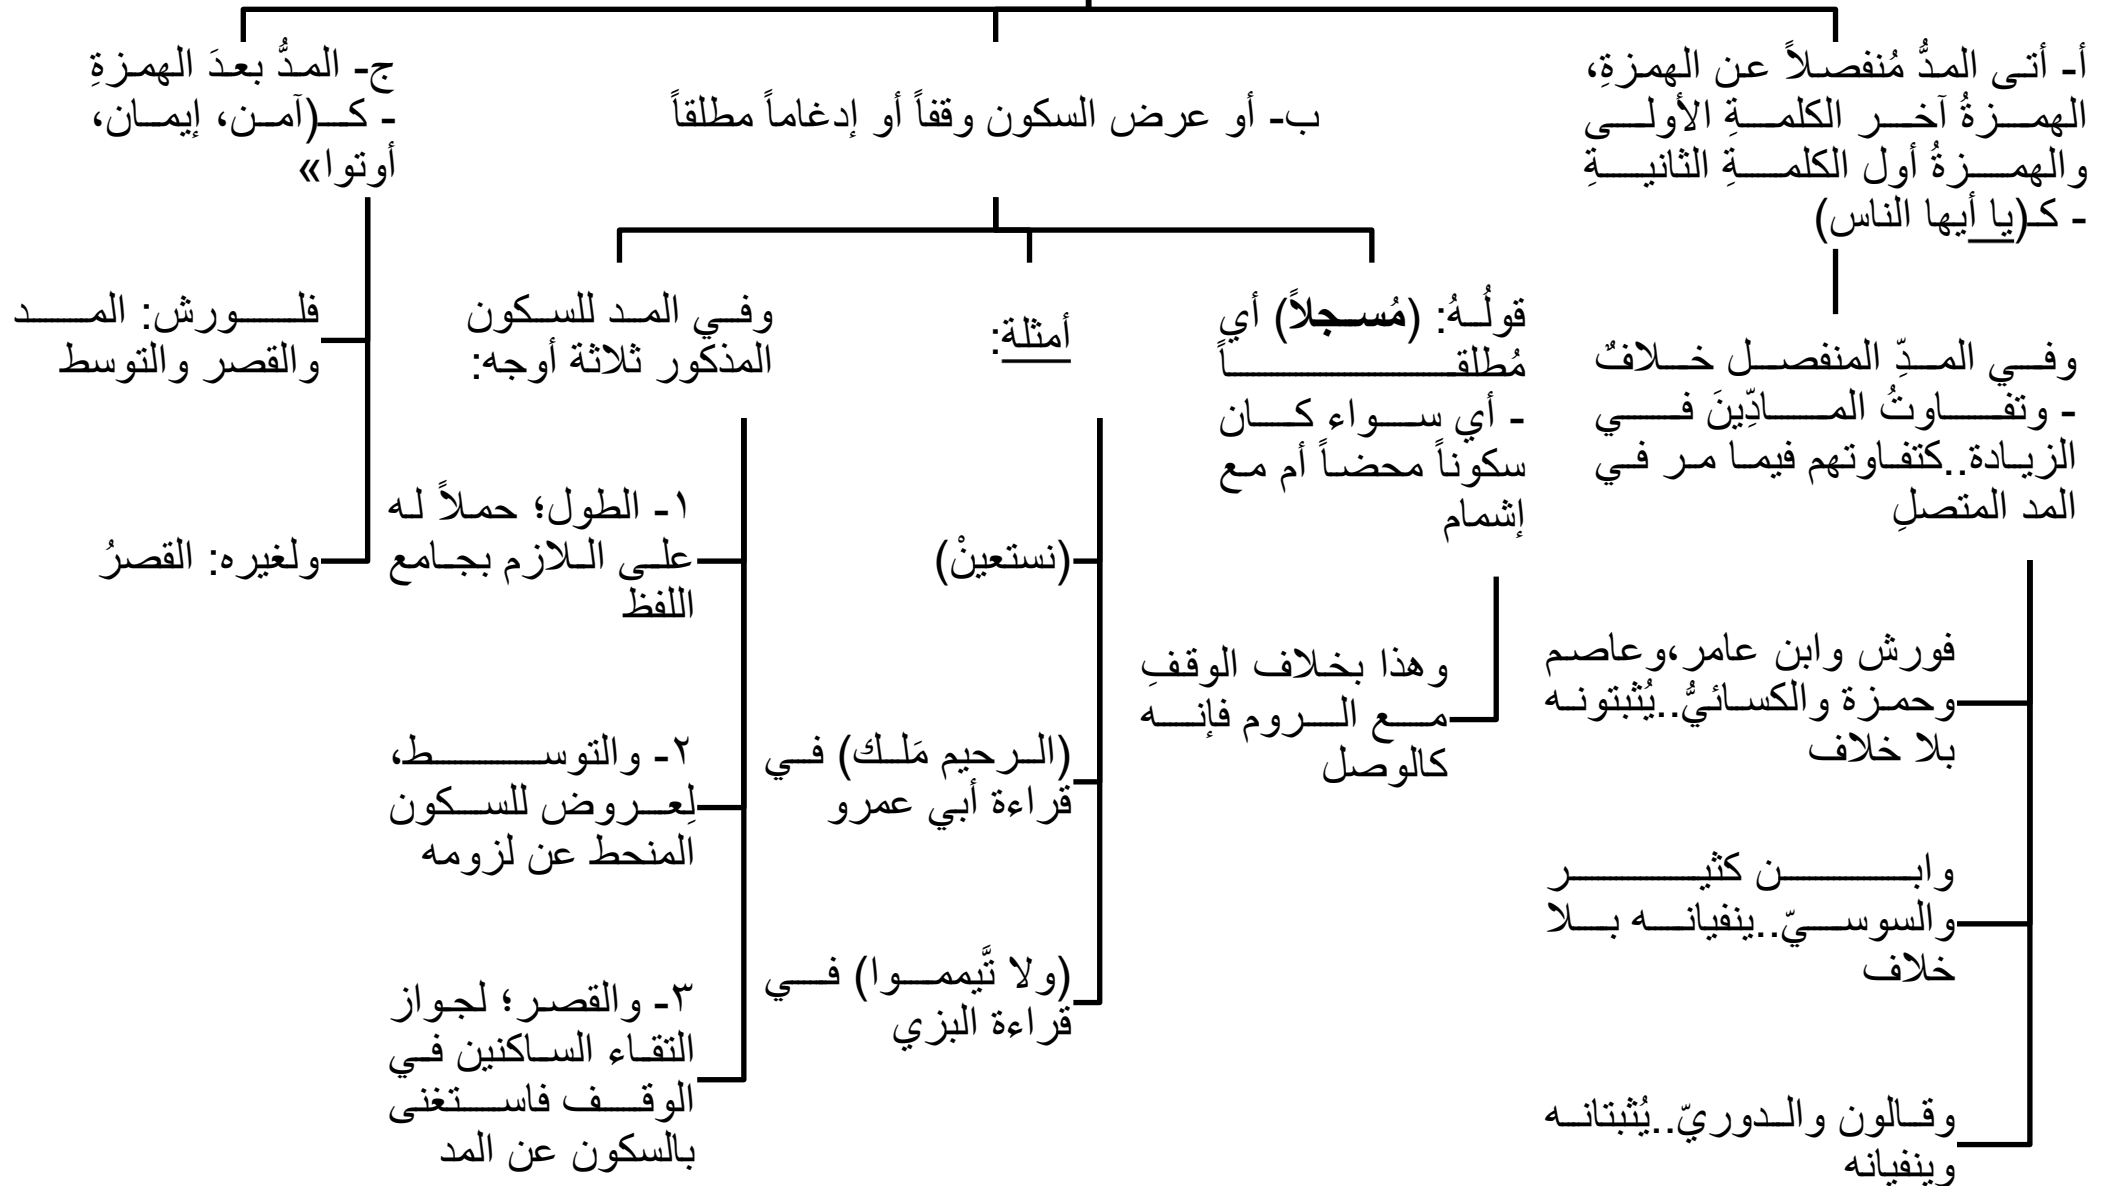 أ- أتى المدُّ مُنفصلاً عن الهمزةِ،
الهمزةُ آخر الكلمةِ الأولى
والهمزةُ أول الكلمةِ الثانيةِ
- كـ(يا أيها الناس)
وفي المدِّ المنفصل خلافٌ
- وتفاوتُ المادِّينَ في
الزيادة..كتفاوتهم فيما مر في
المد المتصلِ
فورش وابن عامر،وعاصم
وحمزة والكسائيُّ..يُثبتونه
بلا خلاف
وابن كثير
والسوسيّ..ينفيانه بلا
خلاف
وقالون والدوريّ..يُثبتانه
وينفيانه
ب- أو عرض السكون وقفاً أو إدغاماً مطلقاً
قولُهُ: (مُسجلاً) أي
مُطلقاً
- أي سواء كان
سكوناً محضاً أم مع
إشمام
وهذا بخلاف الوقفِ
مع الروم فإنه
كالوصل
أمثلة:
(نستعينْ)
(الرحيم مَلك) في
قراءة أبي عمرو
(ولا تَّيمموا) في
قراءة البزي
وفي المد للسكون
المذكور ثلاثة أوجه:
١- الطول؛ حملاً له
على اللازم بجامع
اللفظ
٢- والتوسط،
لِعروض للسكون
المنحط عن لزومه
٣- والقصر؛ لجواز
التقاء الساكنين في
الوقف فاستغنى
بالسكون عن المد
ج- المدُّ بعدَ الهمزةِ
- كـ(آمن، إيمان،
أوتوا»
فلورش: المد
والقصر والتوسط
ولغيره: القصرُ